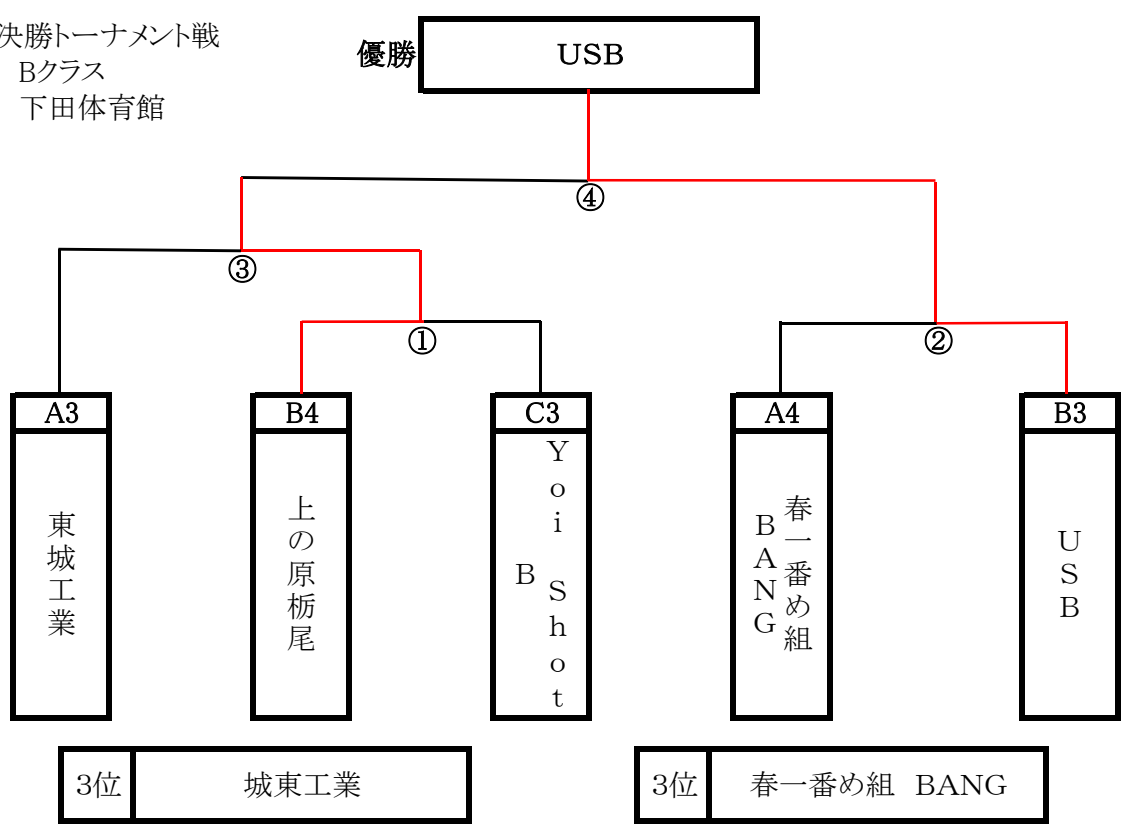 決勝トーナメント戦
Bクラス
下田体育館
優勝
USB
④
③
①
②
A3
B4
C3
A4
B3
東城工業
上の原栃尾
Yoi Shot
B
春一番め組
BANG
USB
3位 城東工業
3位 春一番め組 BANG